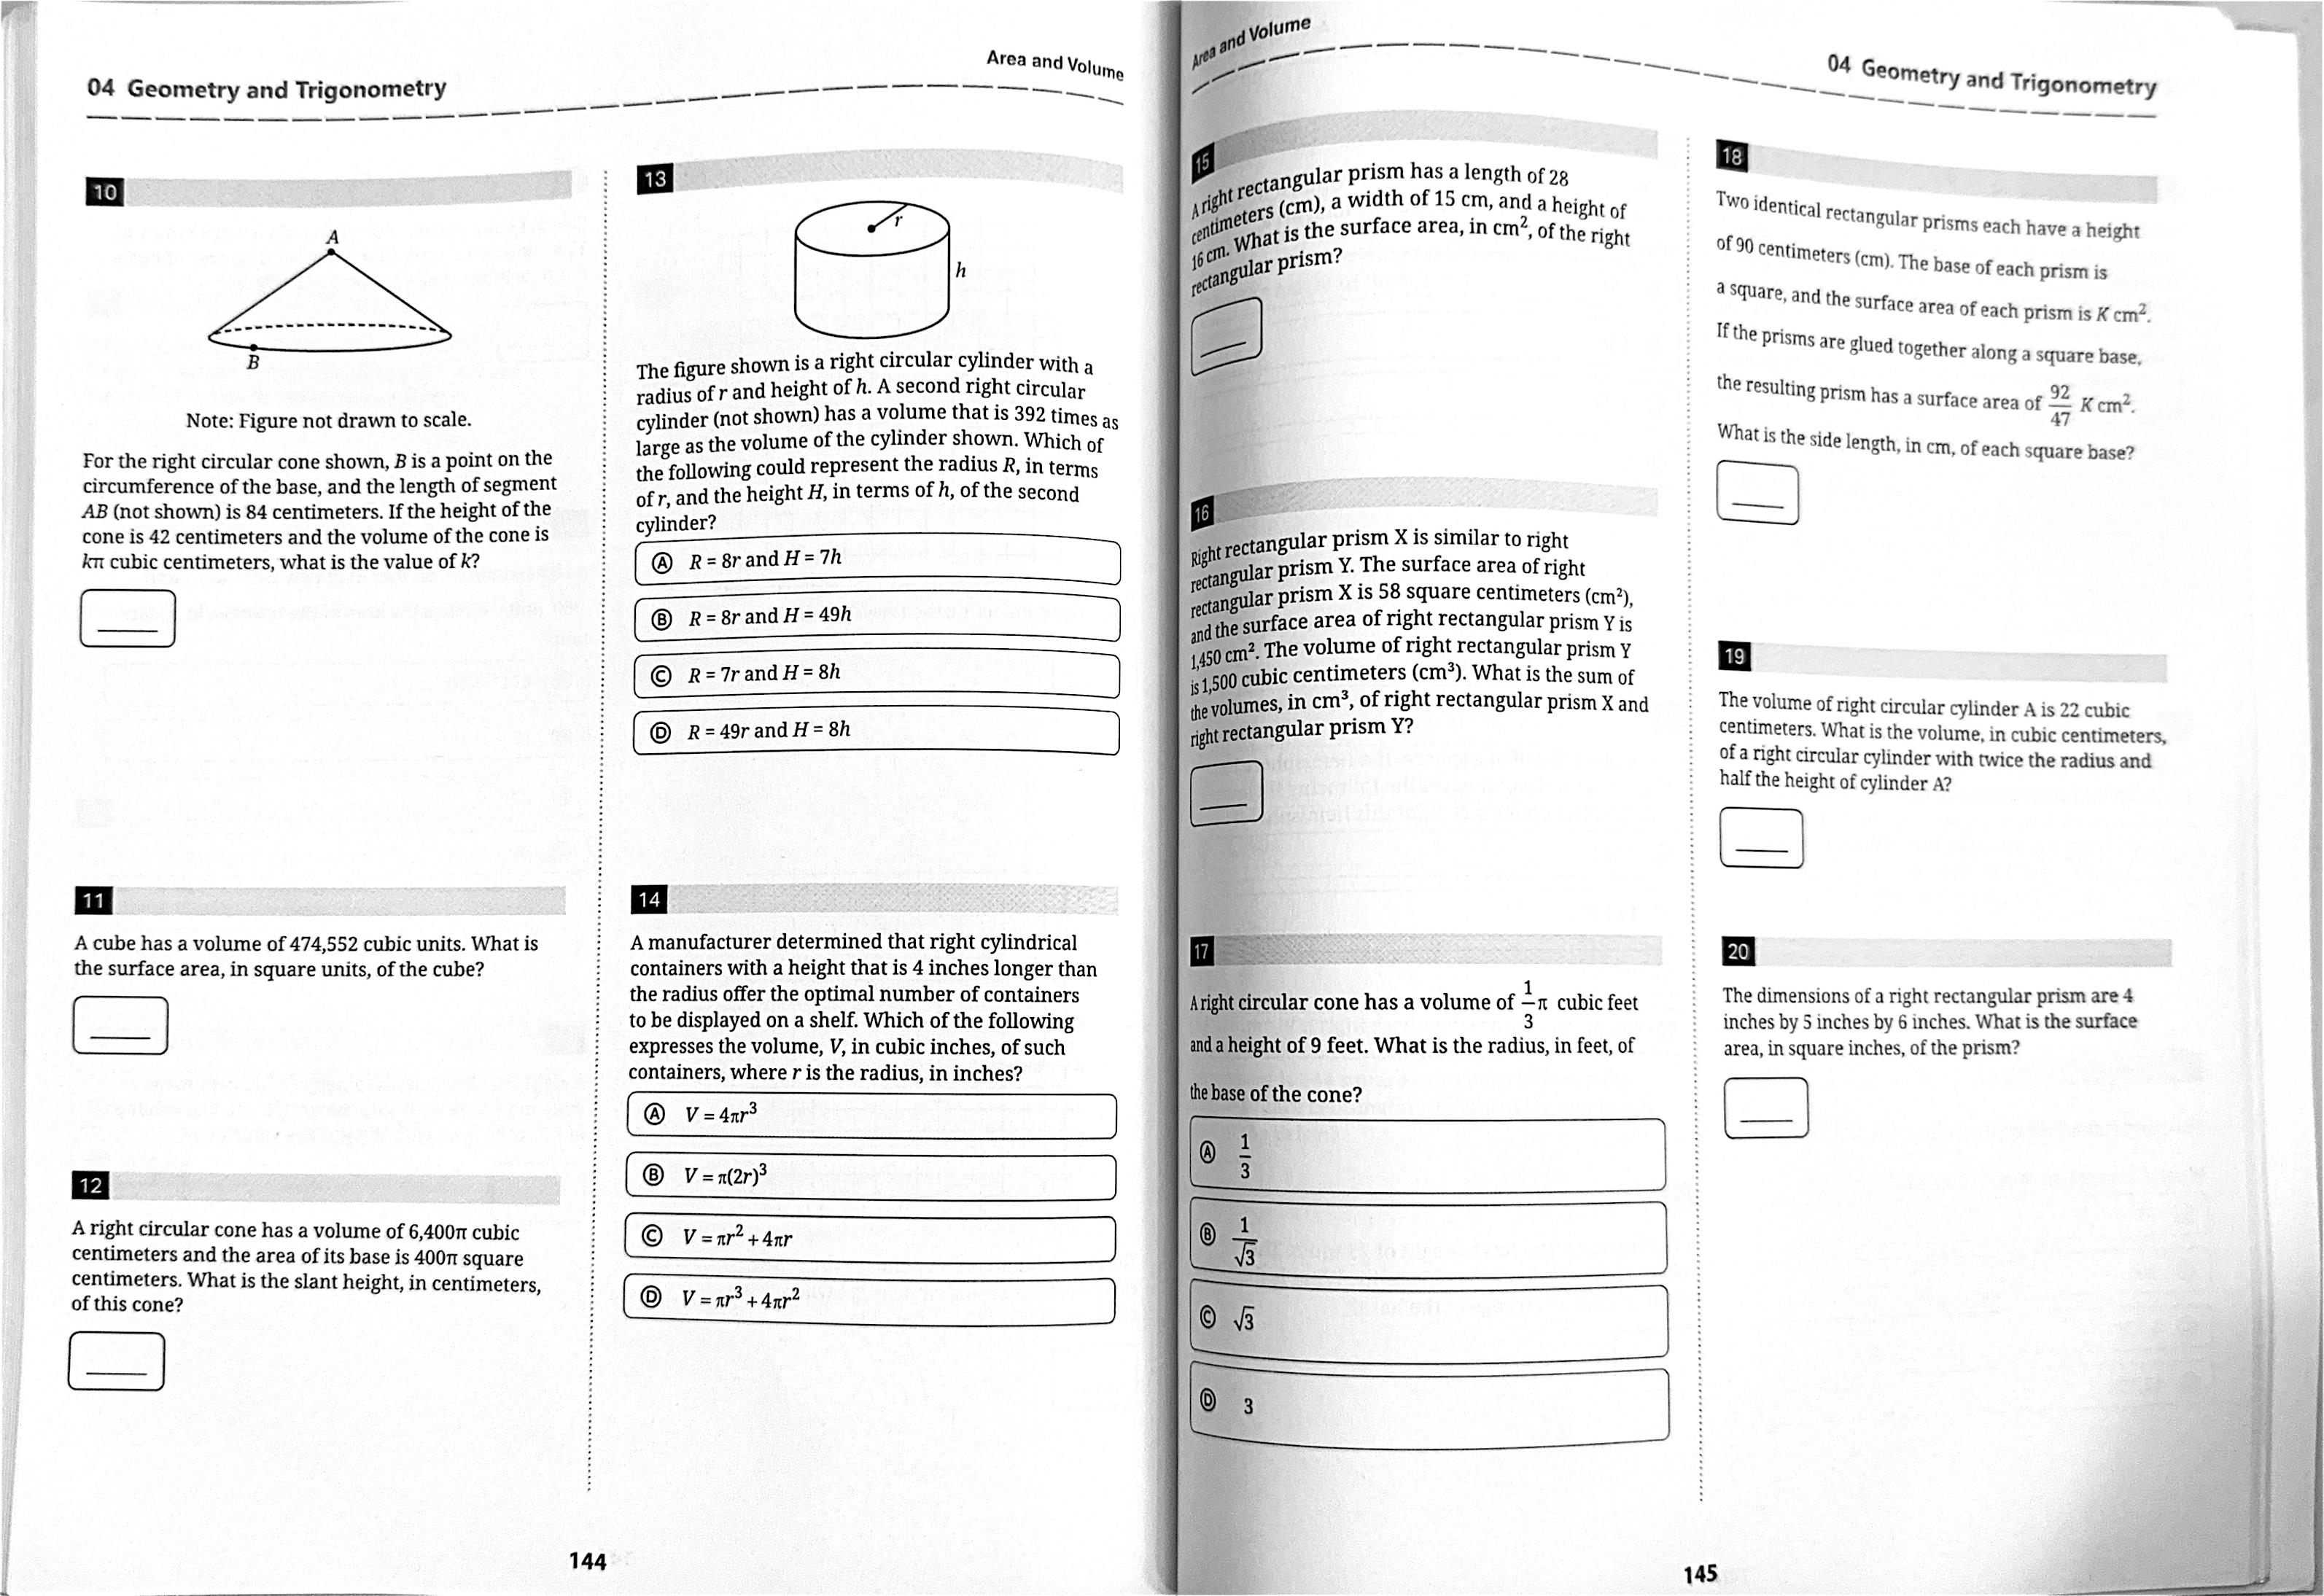 04 Geometry and Trigonometry
Area and Volume
10
A
B
Note: Figure not drawn to scale.
For the right circular cone shown, B is a point on the
circumference of the base, and the length of segment
AB (not shown) is 84 centimeters. If the height of the
cone is 42 centimeters and the volume of the cone is
kπ cubic centimeters, what is the value of k?
11
A cube has a volume of 474,552 cubic units. What is
the surface area, in square units, of the cube?
12
A right circular cone has a volume of 6,400π cubic
centimeters and the area of its base is 400π square
centimeters. What is the slant height, in centimeters,
of this cone?
13
r
h
The figure shown is a right circular cylinder with a
radius of r and height of h. A second right circular
cylinder (not shown) has a volume that is 392 times as
large as the volume of the cylinder shown. Which of
the following could represent the radius R, in terms
of r, and the height H, in terms of h, of the second
cylinder?
Ⓐ R = 8r and H = 7h
Ⓑ R = 8r and H = 49h
Ⓒ R = 7r and H = 8h
Ⓓ R = 49r and H = 8h
14
A manufacturer determined that right cylindrical
containers with a height that is 4 inches longer than
the radius offer the optimal number of containers
to be displayed on a shelf. Which of the following
expresses the volume, V, in cubic inches, of such
containers, where r is the radius, in inches?
Ⓐ V = 4πr³
Ⓑ V = π(2r)³
Ⓒ V = πr² + 4πr
Ⓓ V = πr³ + 4πr²
144
Area and Volume
04 Geometry and Trigonometry
15
A right rectangular prism has a length of 28
centimeters (cm), a width of 15 cm, and a height of
16 cm. What is the surface area, in cm², of the right
rectangular prism?
16
Right rectangular prism X is similar to right
rectangular prism Y. The surface area of right
rectangular prism X is 58 square centimeters (cm²),
and the surface area of right rectangular prism Y is
1,450 cm². The volume of right rectangular prism Y
is 1,500 cubic centimeters (cm³). What is the sum of
the volumes, in cm³, of right rectangular prism X and
right rectangular prism Y?
17
A right circular cone has a volume of 1/3 π cubic feet
and a height of 9 feet. What is the radius, in feet, of
the base of the cone?
Ⓐ 1/3
Ⓑ 1/√3
Ⓒ √3
Ⓓ 3
18
Two identical rectangular prisms each have a height
of 90 centimeters (cm). The base of each prism is
a square, and the surface area of each prism is K cm².
If the prisms are glued together along a square base,
the resulting prism has a surface area of 92/47 K cm².
What is the side length, in cm, of each square base?
19
The volume of right circular cylinder A is 22 cubic
centimeters. What is the volume, in cubic centimeters,
of a right circular cylinder with twice the radius and
half the height of cylinder A?
20
The dimensions of a right rectangular prism are 4
inches by 5 inches by 6 inches. What is the surface
area, in square inches, of the prism?
145